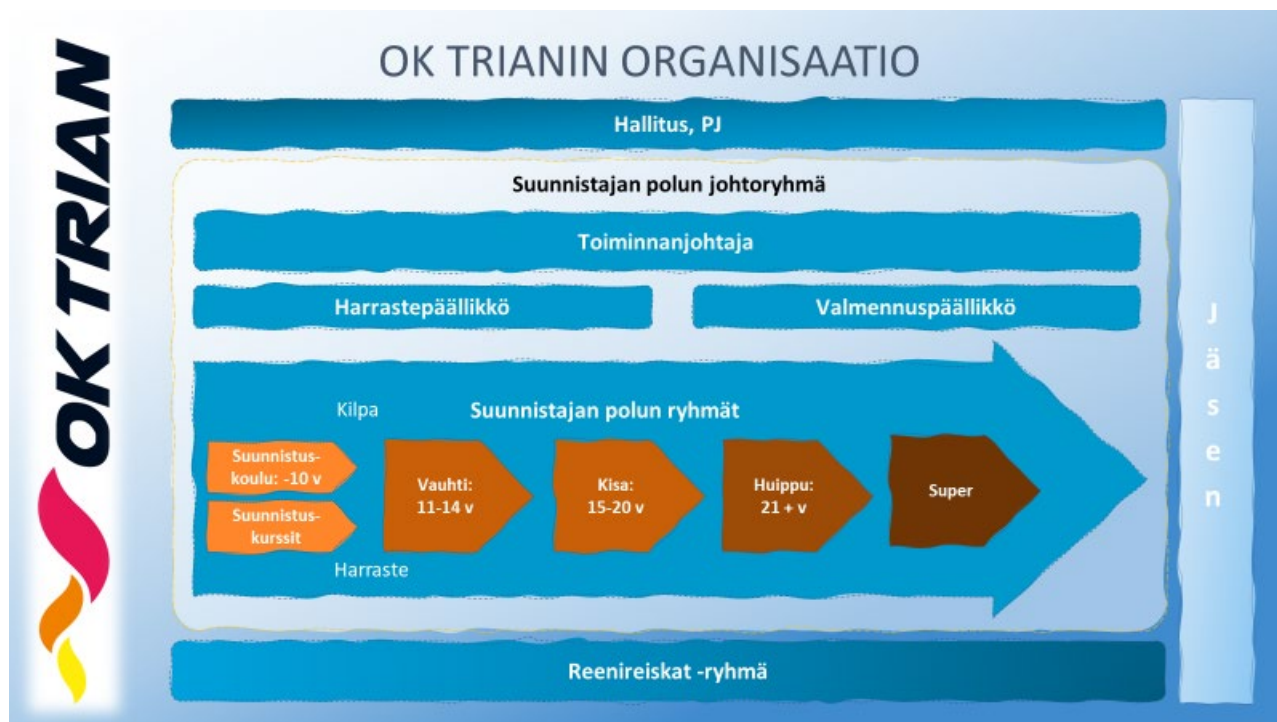 OK TRIAN
OK TRIANIN ORGANISAATIO
Hallitus, PJ
Suunnistajan polun johtoryhmä
Toiminnanjohtaja
Harrastepäällikkö
Valmennuspäällikkö
Kilpa
Suunnistajan polun ryhmät
Suunnistus-
koulu: -10 v
Suunnistus-
kurssit
Vauhti:
11-14 v
Kisa:
15-20 v
Huippu:
21 + v
Super
Harraste
Reenireiskat -ryhmä
J
ä
s
e
n